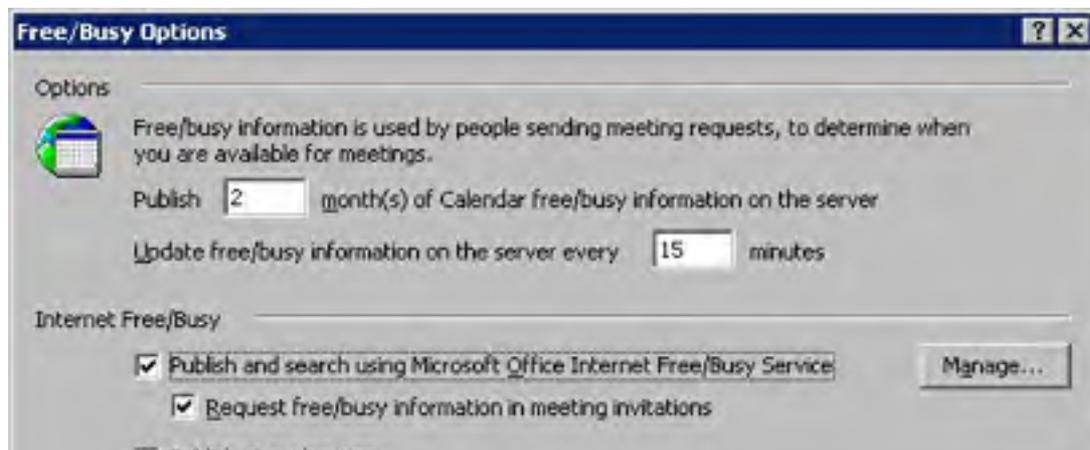 Free/Busy Options
Options
Free/busy information is used by people sending meeting requests, to determine when
you are available for meetings.
Publish 2 month(s) of Calendar free/busy information on the server
Update free/busy information on the server every 15 minutes
Internet Free/Busy
Publish and search using Microsoft Office Internet Free/Busy Service Manage...
Request free/busy information in meeting invitations